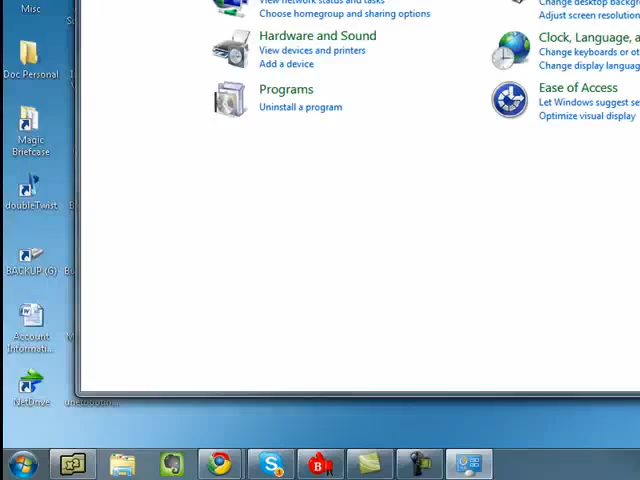 Misc
View network status and tasks
Choose homegroup and sharing options
Change desktop backg
Adjust screen resolution
Hardware and Sound
View devices and printers
Add a device
Clock, Language, a
Change keyboards or ot
Change display languag
Programs
Uninstall a program
Ease of Access
Let Windows suggest se
Optimize visual display
Doc Personal
Magic
Briefcase
doubleTwist
BACKUP (G)
Account
Informati...
NetDrive
unetbootin...